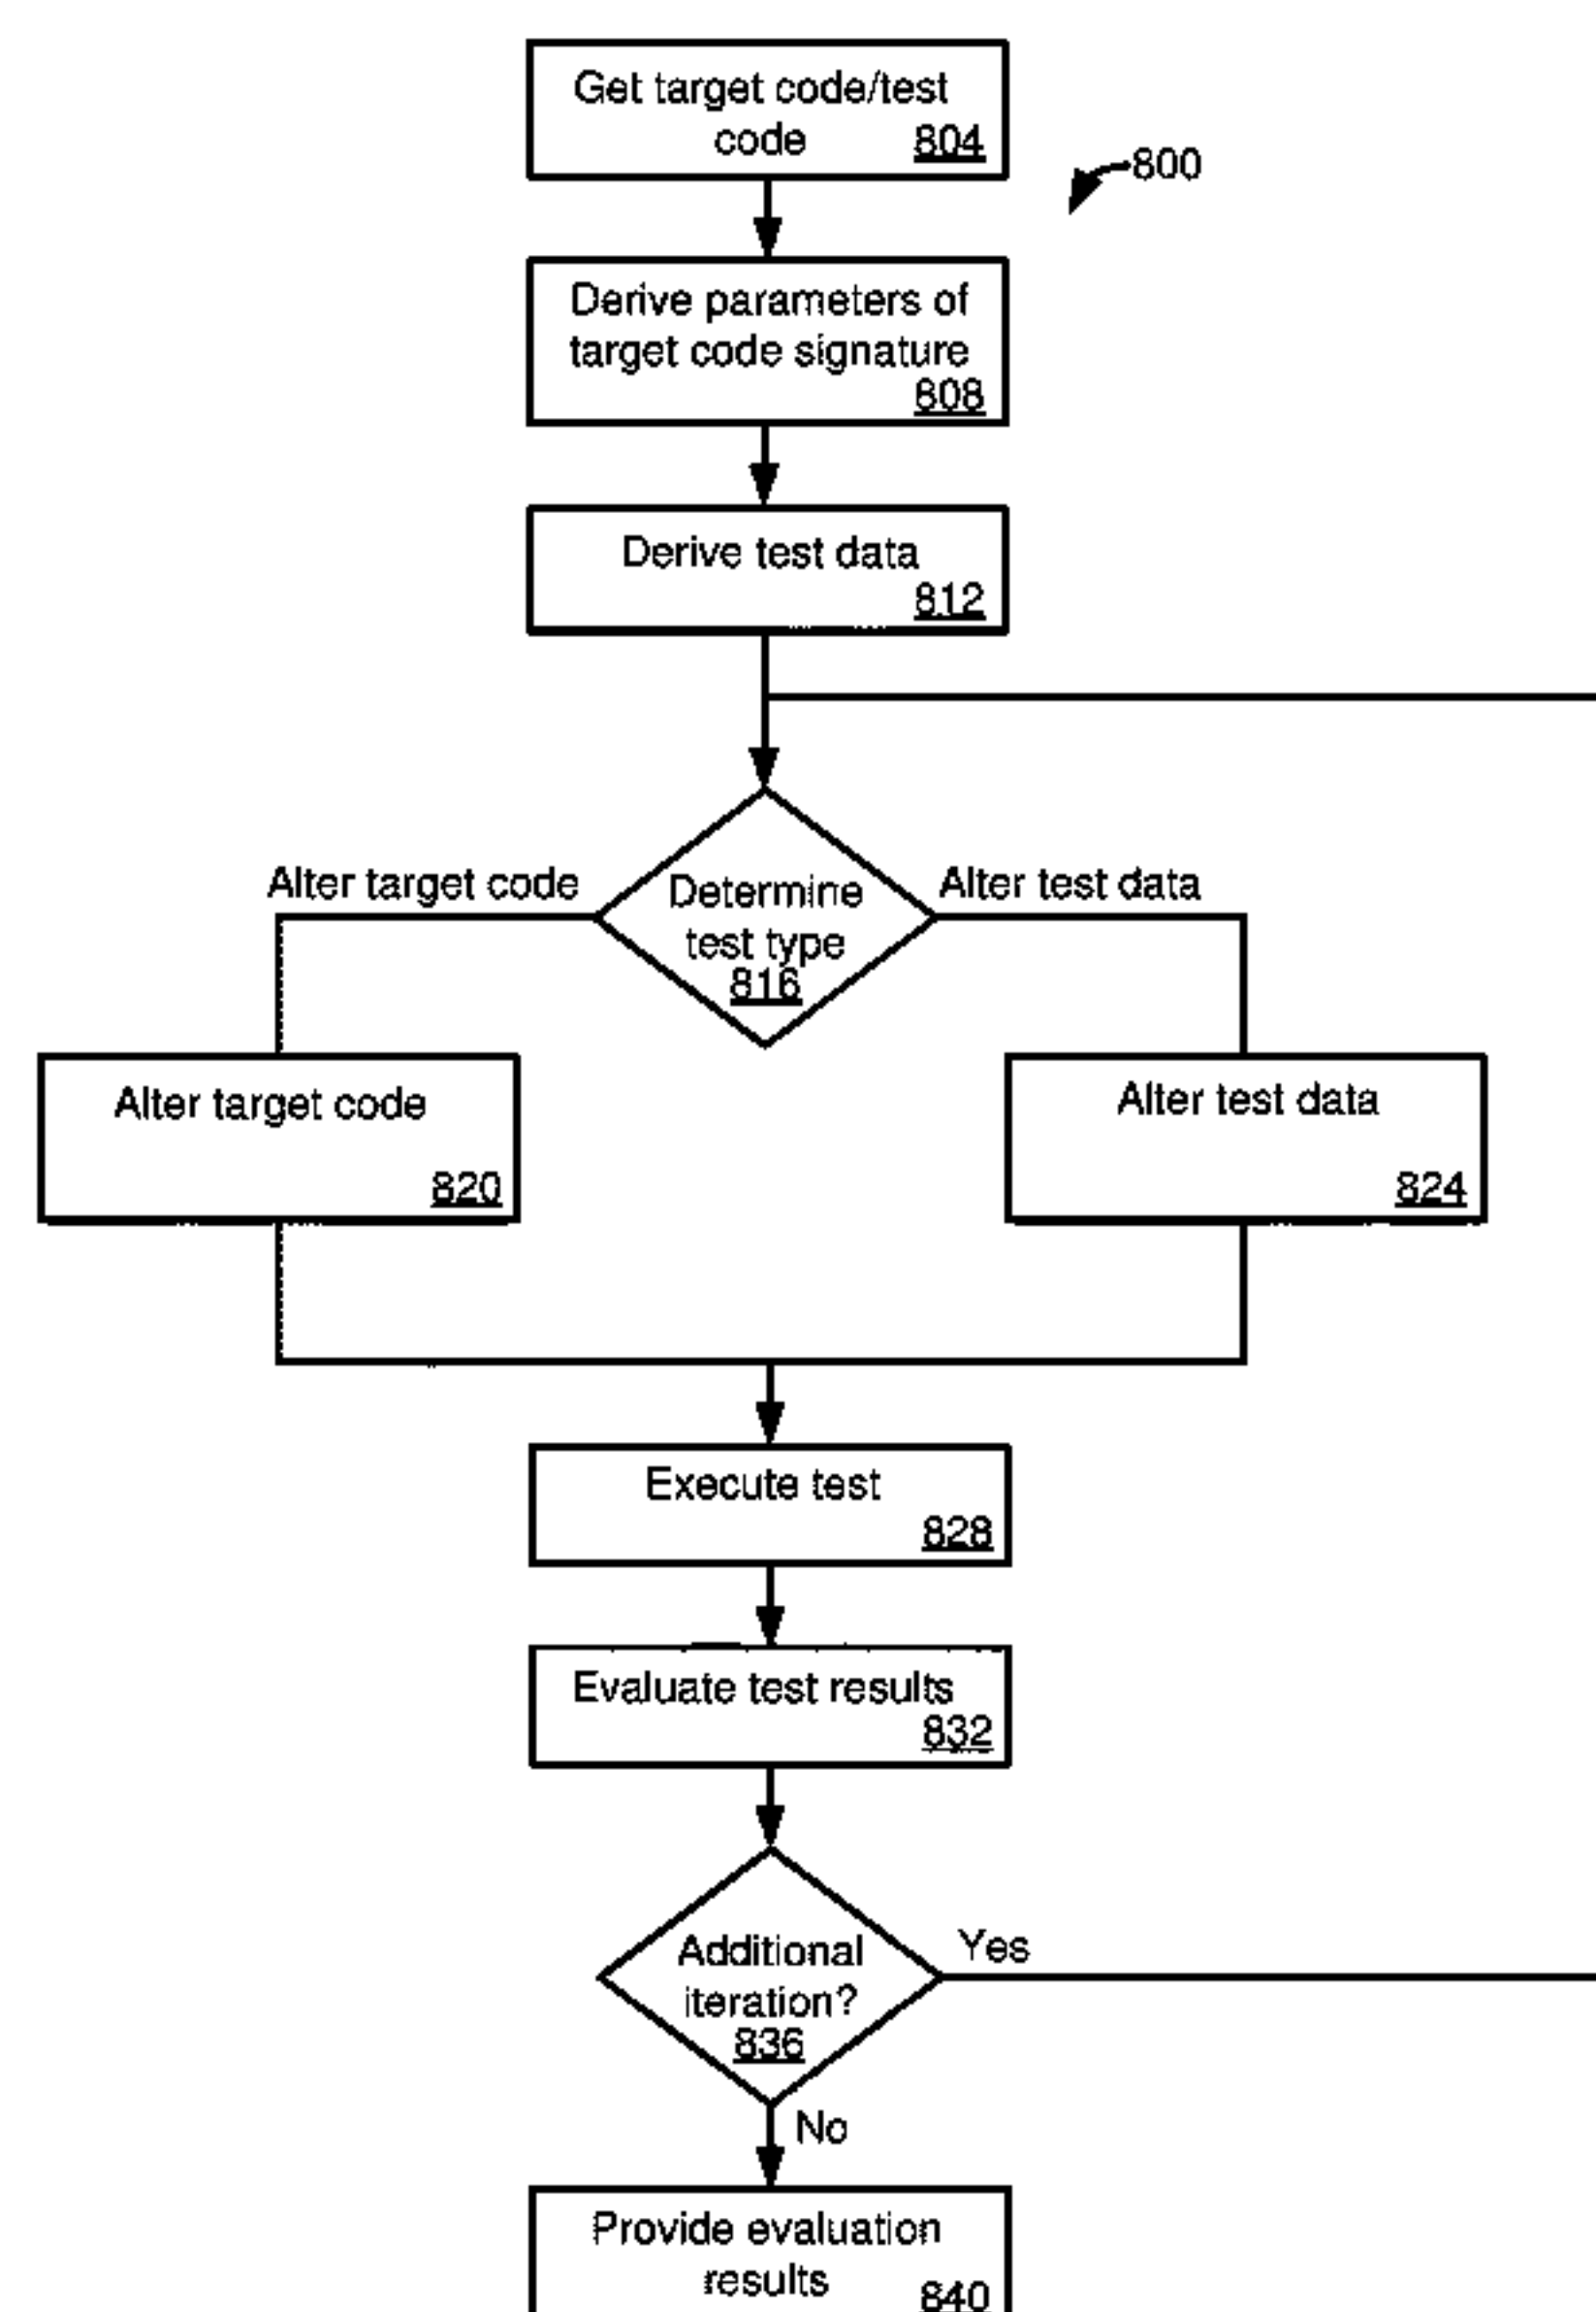 Get target code/test
code 804
800
Derive parameters of
target code signature
808
Derive test data
812
Alter target code
Determine
test type
816
Alter test data
Alter target code
820
Alter test data
824
Execute test
828
Evaluate test results
832
Additional
iteration?
836
Yes
No
Provide evaluation
results 840